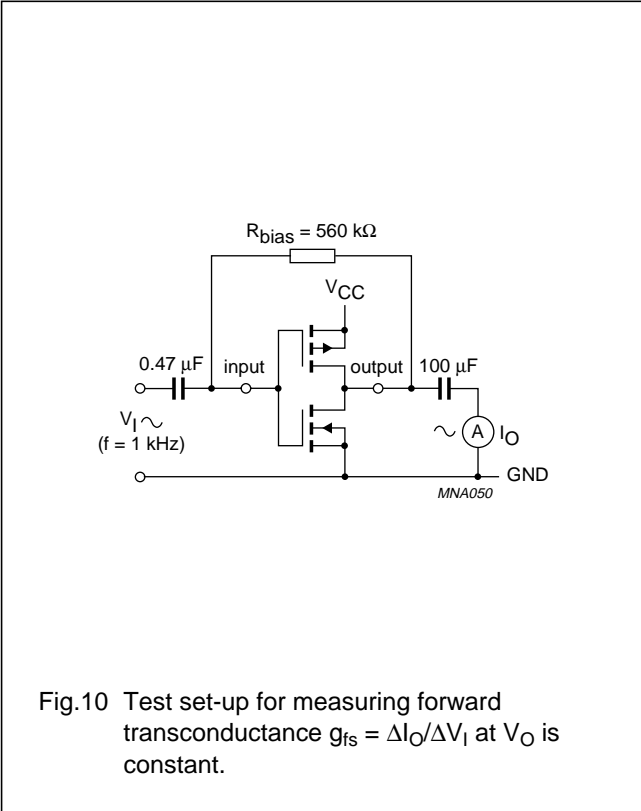 R_bias = 560 kΩ
V_CC
0.47 µF input output 100 µF
V_I ~
(f = 1 kHz)
~ A I_O
GND
MNA050
Fig.10 Test set-up for measuring forward
transconductance g_fs = ΔI_O/ΔV_I at V_O is
constant.